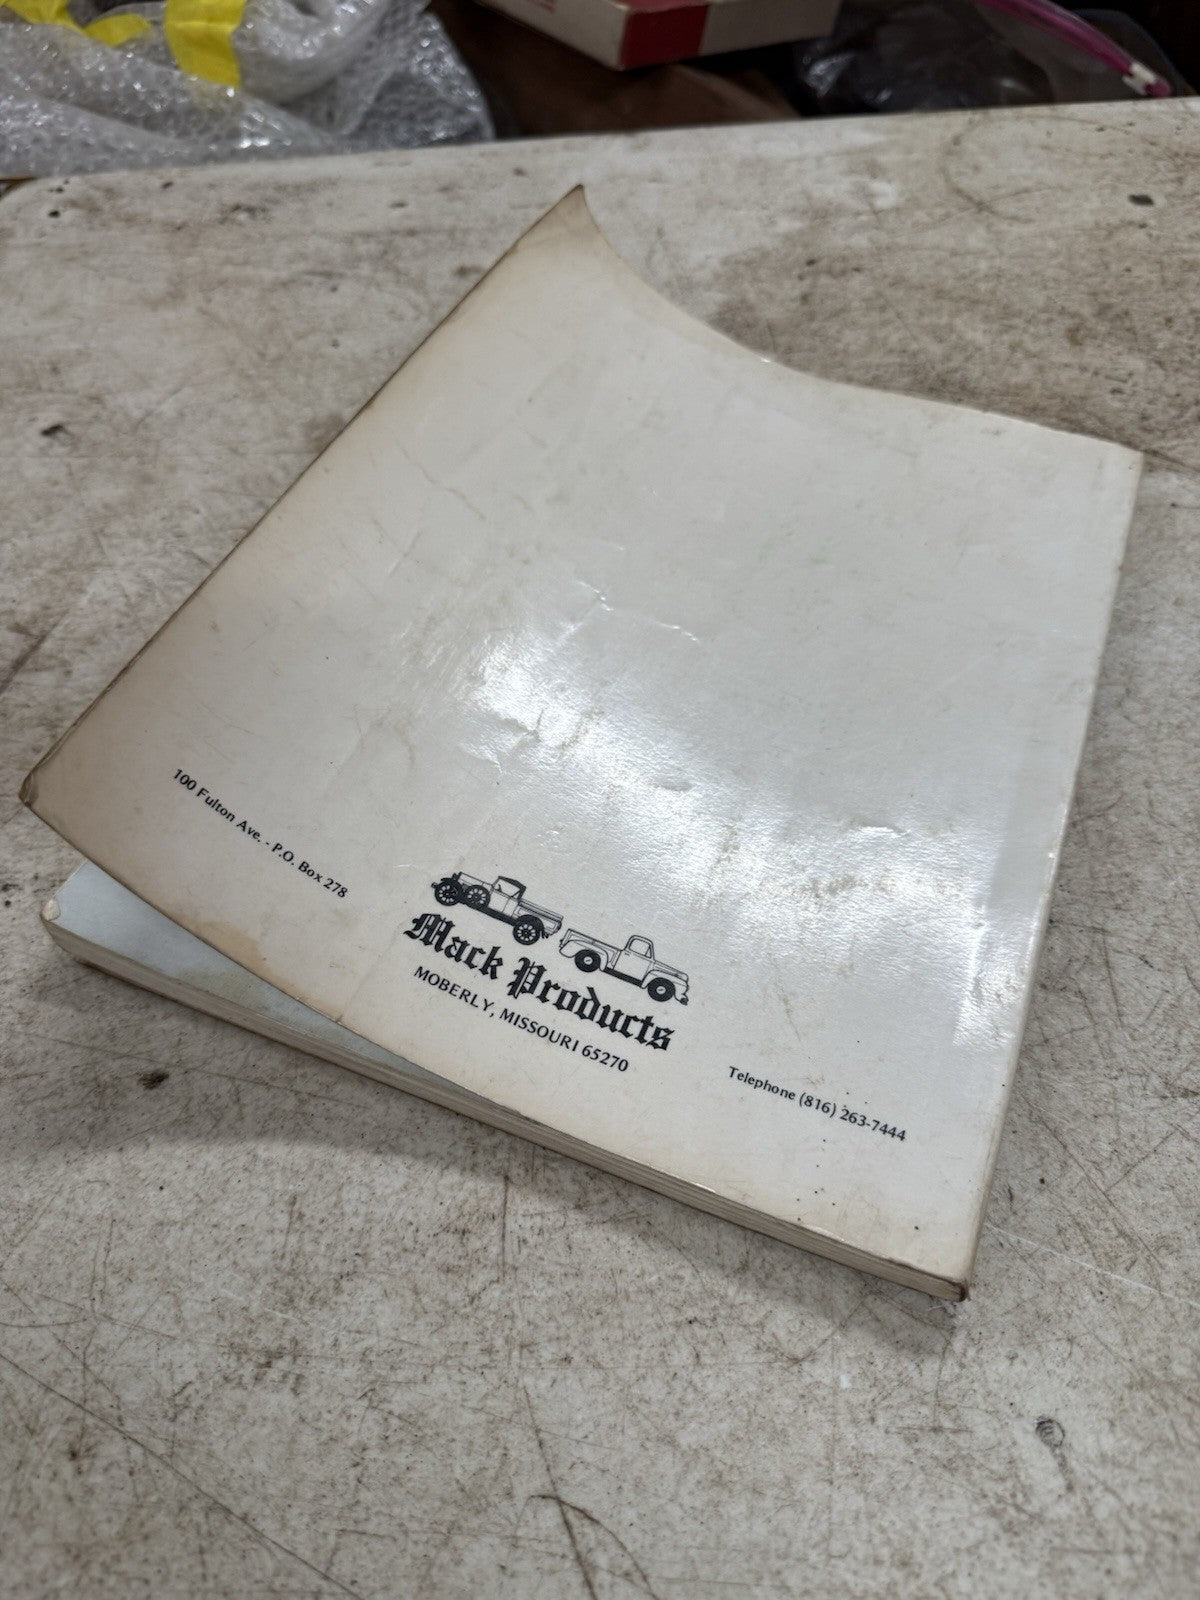 100 Fulton Ave. - P.O. Box 278
Mack Products
MOBERLY, MISSOURI 65270
Telephone (816) 263-7444